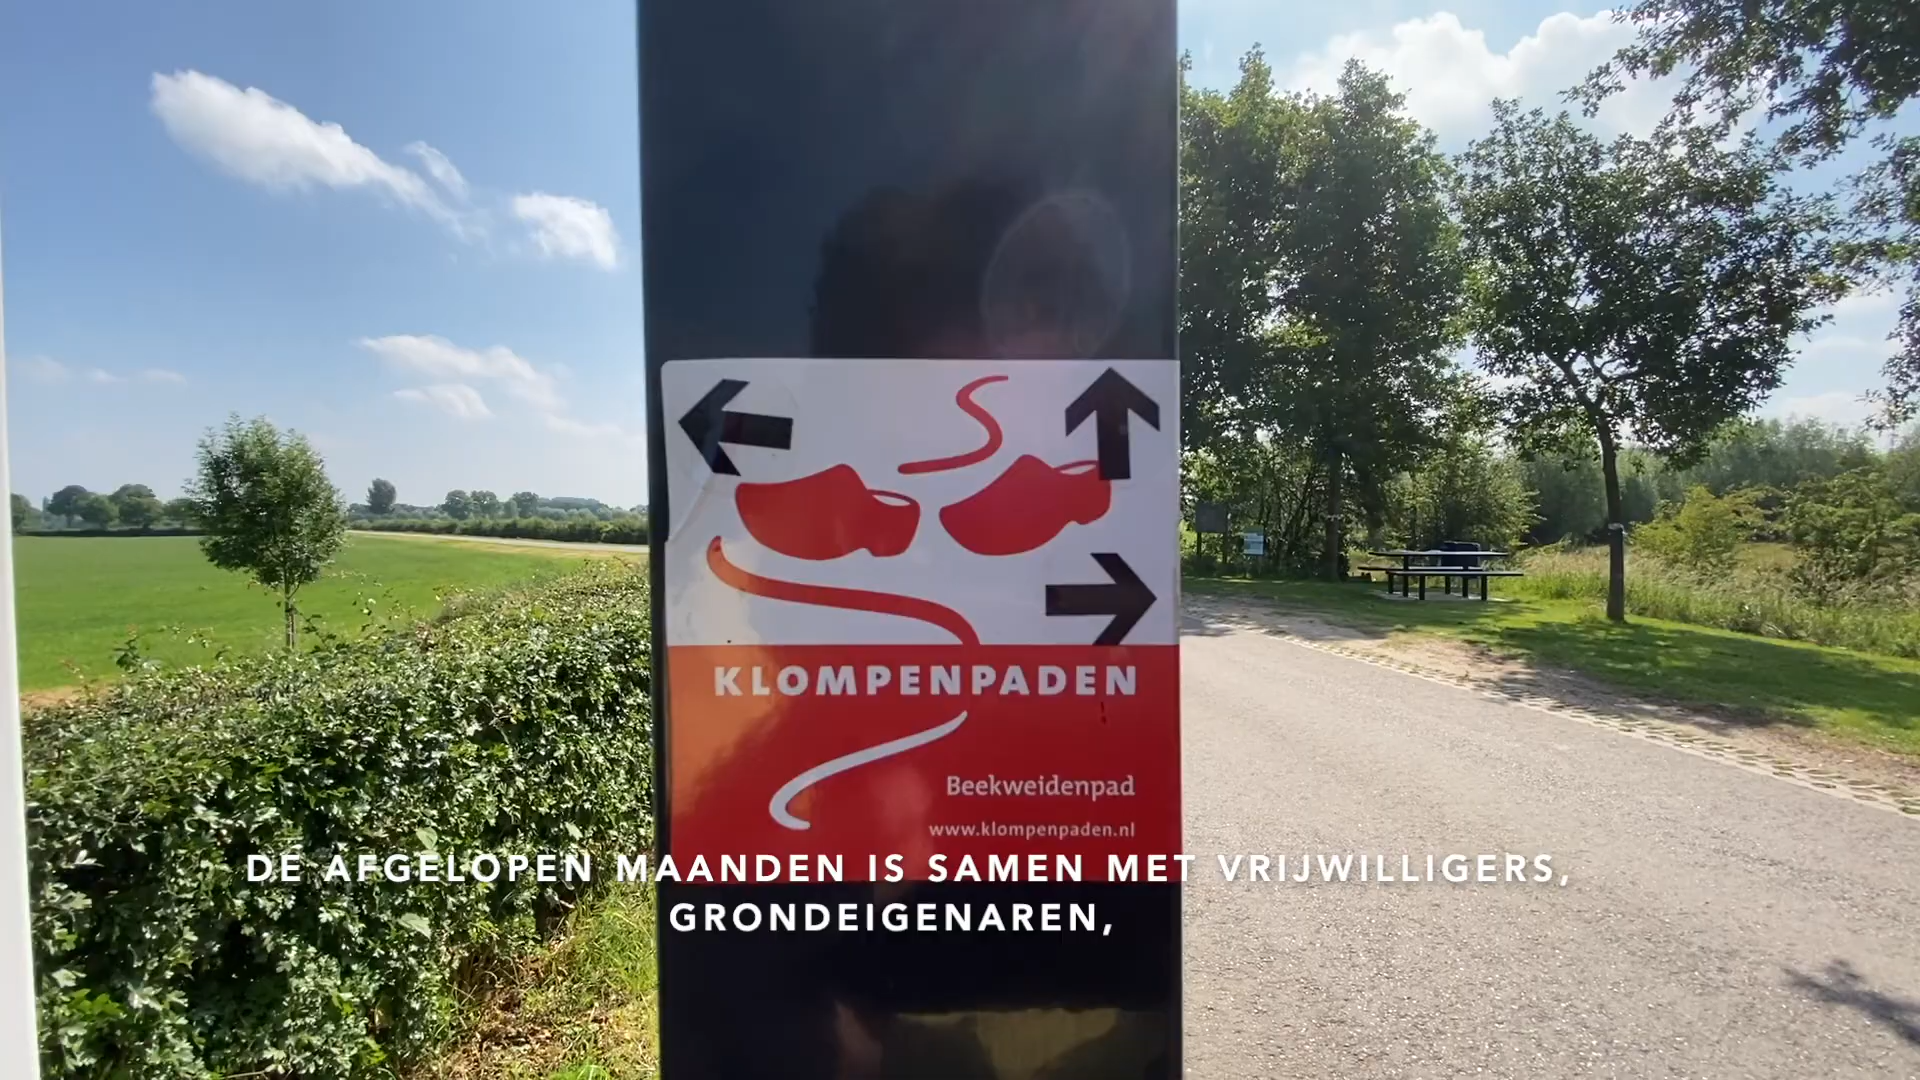 KLOMPENPADEN
Beekweidenpad
www.klompenpaden.nl
DE AFGELOPEN MAANDEN IS SAMEN MET VRIJWILLIGERS,
GRONDEIGENAREN,